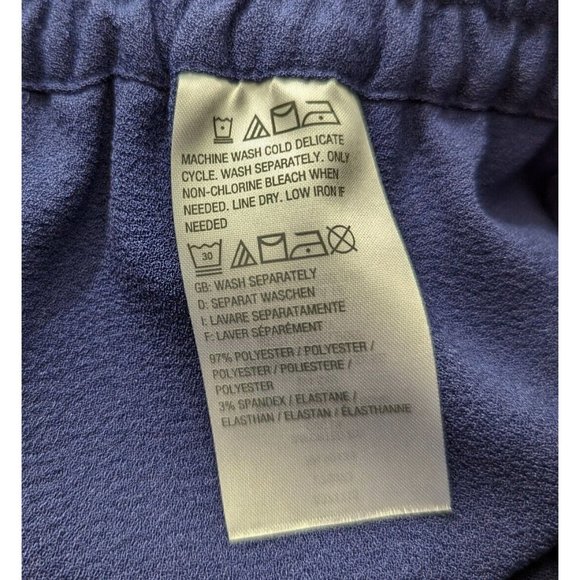 MACHINE WASH COLD DELICATE
CYCLE. WASH SEPARATELY. ONLY
NON-CHLORINE BLEACH WHEN
NEEDED. LINE DRY. LOW IRON IF
NEEDED
30
GB: WASH SEPARATELY
D: SEPARAT WASCHEN
I: LAVARE SEPARATAMENTE
F: LAVER SÉPARÉMENT
97% POLYESTER / POLYESTER /
POLYESTER / POLIESTERE /
POLYESTER
3% SPANDEX / ELASTANE /
ELASTHAN / ELASTAN / ÉLASTHANNE